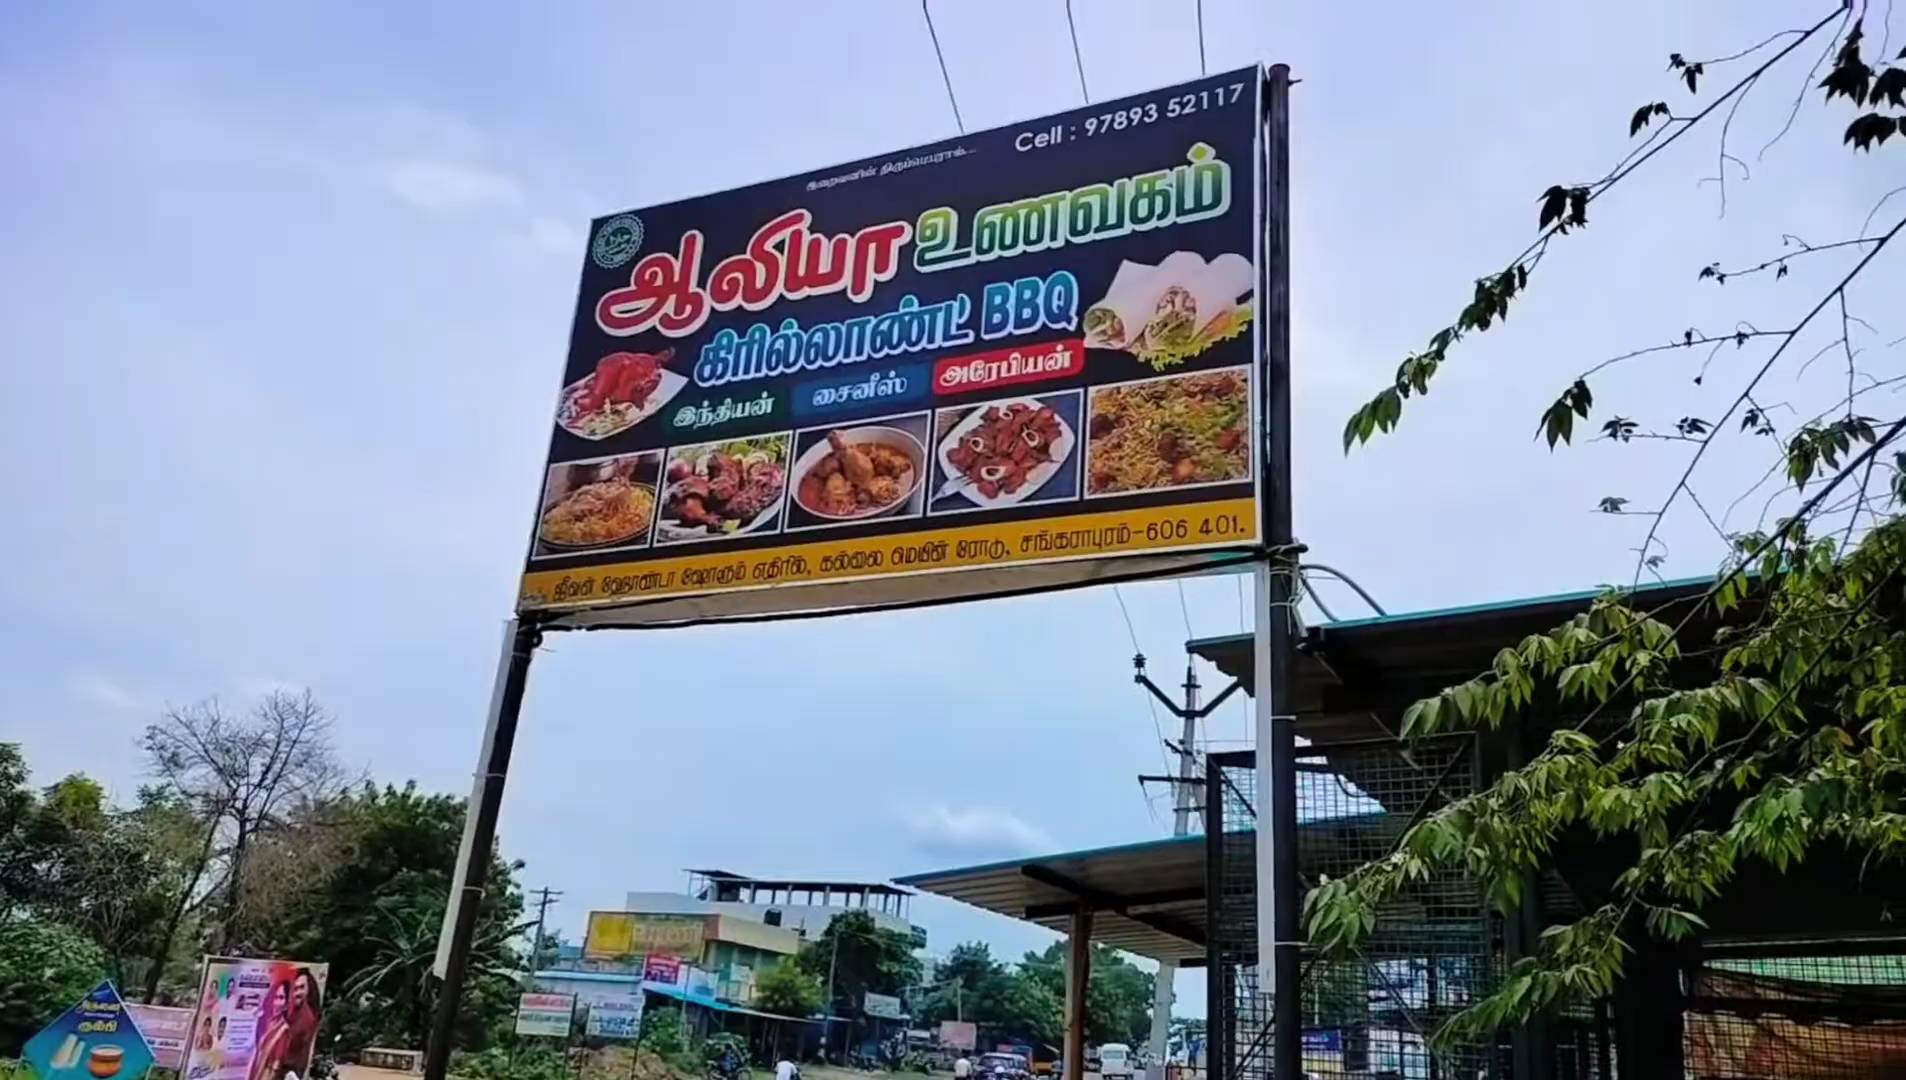 Cell : 97893 52117
இறைவனின் திருப்பெயரால்...
ஆலியா உணவகம்
கிரில்லாண்ட் BBQ
இந்தியன் சைனீஸ் அரேபியன்
ஜீவன் ஹோண்டா ஷோரூம் எதிரில், கல்லை மெயின் ரோடு, சங்கராபுரம்-606 401.
குல்பி